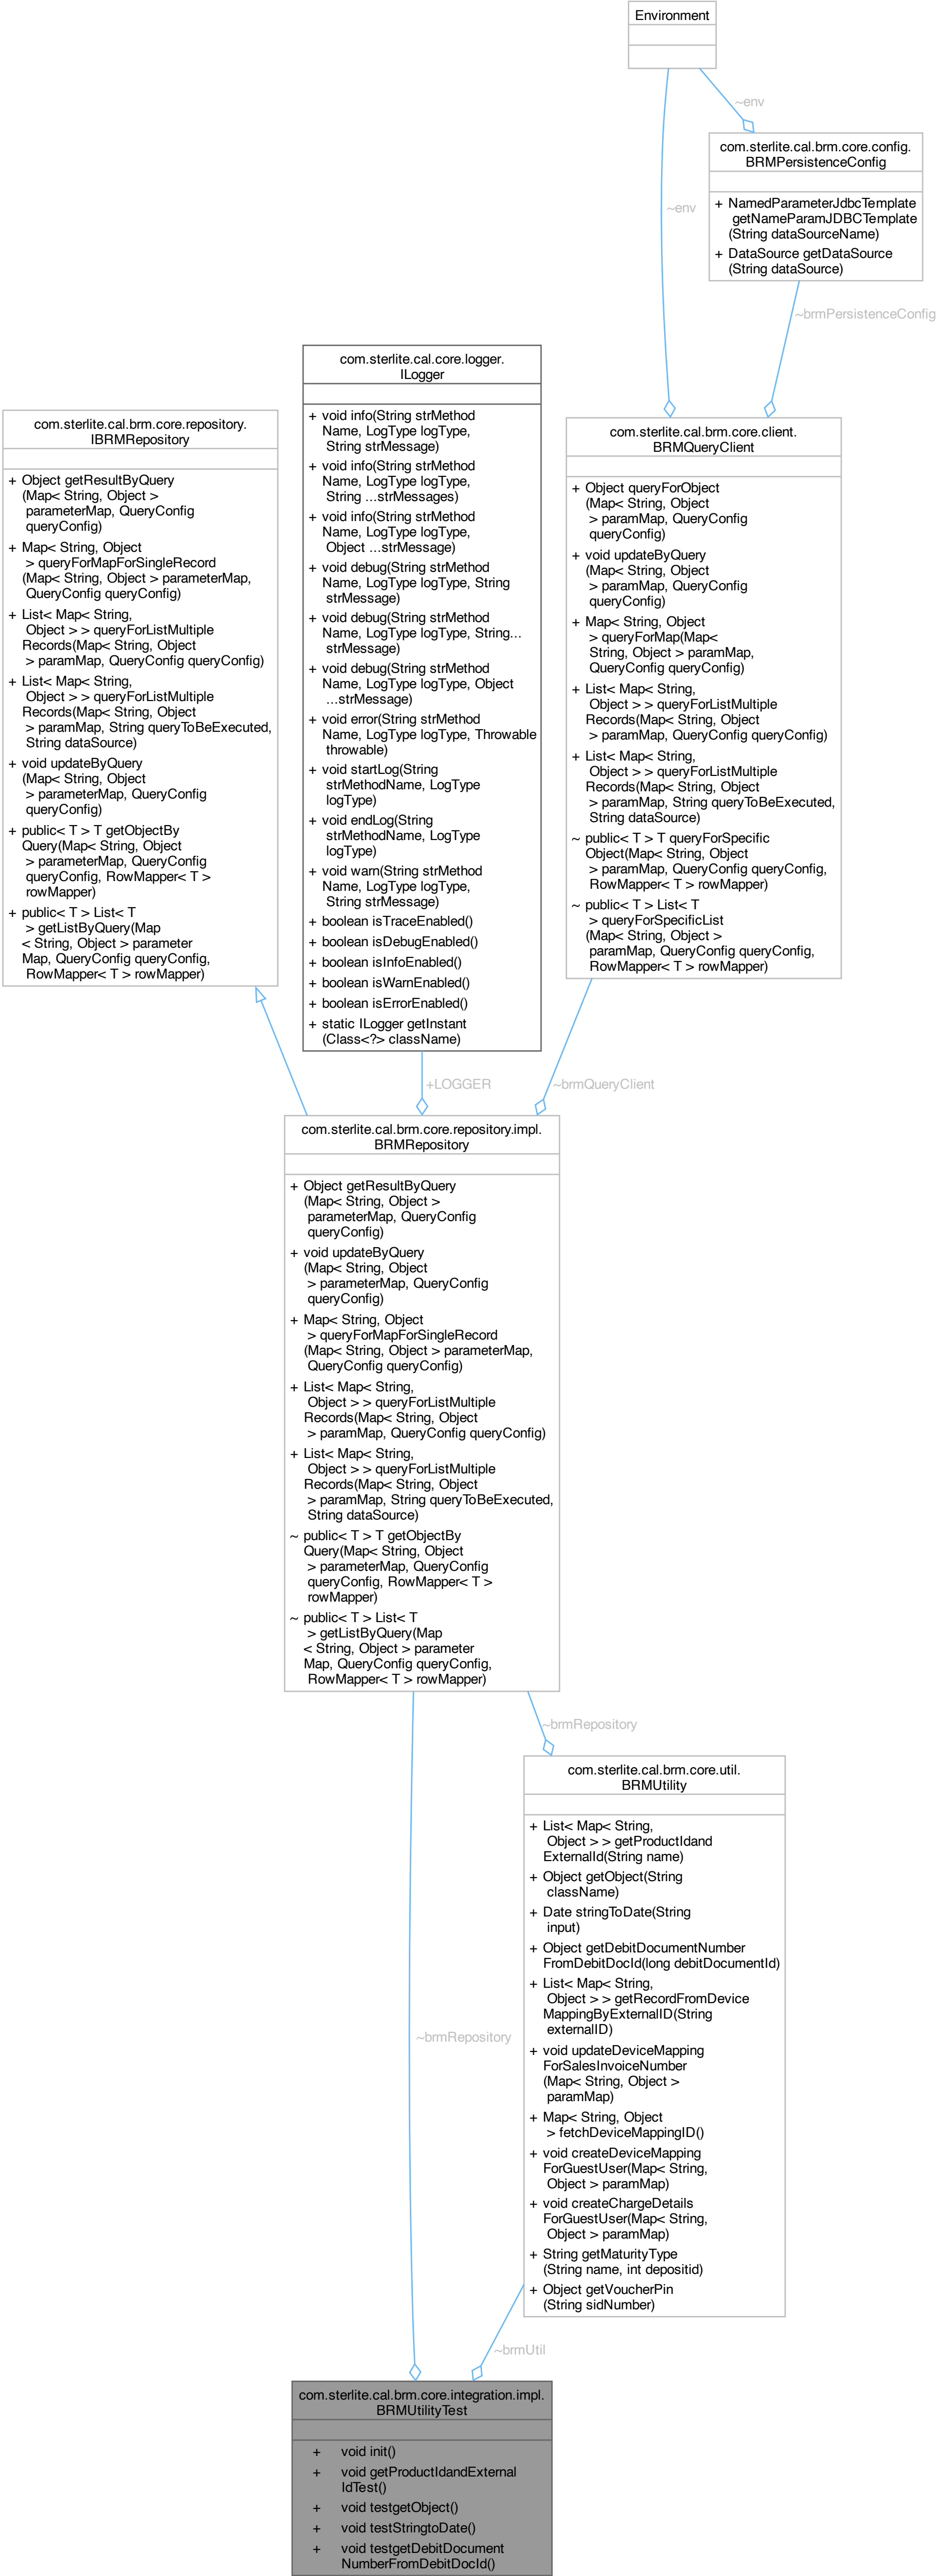 Environment
~env
com.sterlite.cal.brm.core.config.
BRMPersistenceConfig
+ NamedParameterJdbcTemplate
getNameParamJDBCTemplate
(String dataSourceName)
+ DataSource getDataSource
(String dataSource)
~env
~brmPersistenceConfig
com.sterlite.cal.core.logger.
ILogger
+ void info(String strMethod
Name, LogType logType,
String strMessage)
+ void info(String strMethod
Name, LogType logType,
String ...strMessages)
+ void info(String strMethod
Name, LogType logType,
Object ...strMessage)
+ void debug(String strMethod
Name, LogType logType, String
strMessage)
+ void debug(String strMethod
Name, LogType logType, String...
strMessage)
+ void debug(String strMethod
Name, LogType logType, Object
...strMessage)
+ void error(String strMethod
Name, LogType logType, Throwable
throwable)
+ void startLog(String
strMethodName, LogType
logType)
+ void endLog(String
strMethodName, LogType
logType)
+ void warn(String strMethod
Name, LogType logType,
String strMessage)
+ boolean isTraceEnabled()
+ boolean isDebugEnabled()
+ boolean isInfoEnabled()
+ boolean isWarnEnabled()
+ boolean isErrorEnabled()
+ static ILogger getInstant
(Class<?> className)
com.sterlite.cal.brm.core.repository.
IBRMRepository
+ Object getResultByQuery
(Map< String, Object >
parameterMap, QueryConfig
queryConfig)
+ Map< String, Object
> queryForMapForSingleRecord
(Map< String, Object > parameterMap,
QueryConfig queryConfig)
+ List< Map< String,
Object > > queryForListMultiple
Records(Map< String, Object
> paramMap, QueryConfig queryConfig)
+ List< Map< String,
Object > > queryForListMultiple
Records(Map< String, Object
> paramMap, String queryToBeExecuted,
String dataSource)
+ void updateByQuery
(Map< String, Object
> parameterMap, QueryConfig
queryConfig)
+ public< T > T getObjectBy
Query(Map< String, Object
> parameterMap, QueryConfig
queryConfig, RowMapper< T >
rowMapper)
+ public< T > List< T
> getListByQuery(Map
< String, Object > parameter
Map, QueryConfig queryConfig,
RowMapper< T > rowMapper)
com.sterlite.cal.brm.core.client.
BRMQueryClient
+ Object queryForObject
(Map< String, Object
> paramMap, QueryConfig
queryConfig)
+ void updateByQuery
(Map< String, Object
> paramMap, QueryConfig
queryConfig)
+ Map< String, Object
> queryForMap(Map<
String, Object > paramMap,
QueryConfig queryConfig)
+ List< Map< String,
Object > > queryForListMultiple
Records(Map< String, Object
> paramMap, QueryConfig queryConfig)
+ List< Map< String,
Object > > queryForListMultiple
Records(Map< String, Object
> paramMap, String queryToBeExecuted,
String dataSource)
~ public< T > T queryForSpecific
Object(Map< String, Object
> paramMap, QueryConfig queryConfig,
RowMapper< T > rowMapper)
~ public< T > List< T
> queryForSpecificList
(Map< String, Object >
paramMap, QueryConfig queryConfig,
RowMapper< T > rowMapper)
+LOGGER
~brmQueryClient
com.sterlite.cal.brm.core.repository.impl.
BRMRepository
+ Object getResultByQuery
(Map< String, Object >
parameterMap, QueryConfig
queryConfig)
+ void updateByQuery
(Map< String, Object
> parameterMap, QueryConfig
queryConfig)
+ Map< String, Object
> queryForMapForSingleRecord
(Map< String, Object > parameterMap,
QueryConfig queryConfig)
+ List< Map< String,
Object > > queryForListMultiple
Records(Map< String, Object
> paramMap, QueryConfig queryConfig)
+ List< Map< String,
Object > > queryForListMultiple
Records(Map< String, Object
> paramMap, String queryToBeExecuted,
String dataSource)
~ public< T > T getObjectBy
Query(Map< String, Object
> parameterMap, QueryConfig
queryConfig, RowMapper< T >
rowMapper)
~ public< T > List< T
> getListByQuery(Map
< String, Object > parameter
Map, QueryConfig queryConfig,
RowMapper< T > rowMapper)
~brmRepository
com.sterlite.cal.brm.core.util.
BRMUtility
+ List< Map< String,
Object > > getProductIdand
ExternalId(String name)
+ Object getObject(String
className)
+ Date stringToDate(String
input)
+ Object getDebitDocumentNumber
FromDebitDocId(long debitDocumentId)
+ List< Map< String,
Object > > getRecordFromDevice
MappingByExternalID(String
externalID)
+ void updateDeviceMapping
ForSalesInvoiceNumber
(Map< String, Object >
paramMap)
+ Map< String, Object
> fetchDeviceMappingID()
+ void createDeviceMapping
ForGuestUser(Map< String,
Object > paramMap)
+ void createChargeDetails
ForGuestUser(Map< String,
Object > paramMap)
+ String getMaturityType
(String name, int depositid)
+ Object getVoucherPin
(String sidNumber)
~brmRepository
~brmUtil
com.sterlite.cal.brm.core.integration.impl.
BRMUtilityTest
+ void init()
+ void getProductIdandExternal
IdTest()
+ void testgetObject()
+ void testStringtoDate()
+ void testgetDebitDocument
NumberFromDebitDocId()